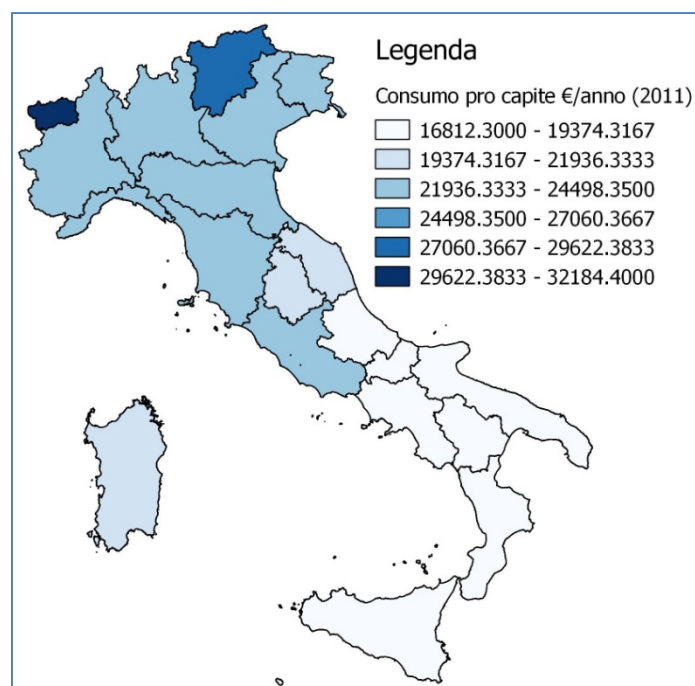 Legenda
Consumo pro capite €/anno (2011)
16812.3000 - 19374.3167
19374.3167 - 21936.3333
21936.3333 - 24498.3500
24498.3500 - 27060.3667
27060.3667 - 29622.3833
29622.3833 - 32184.4000